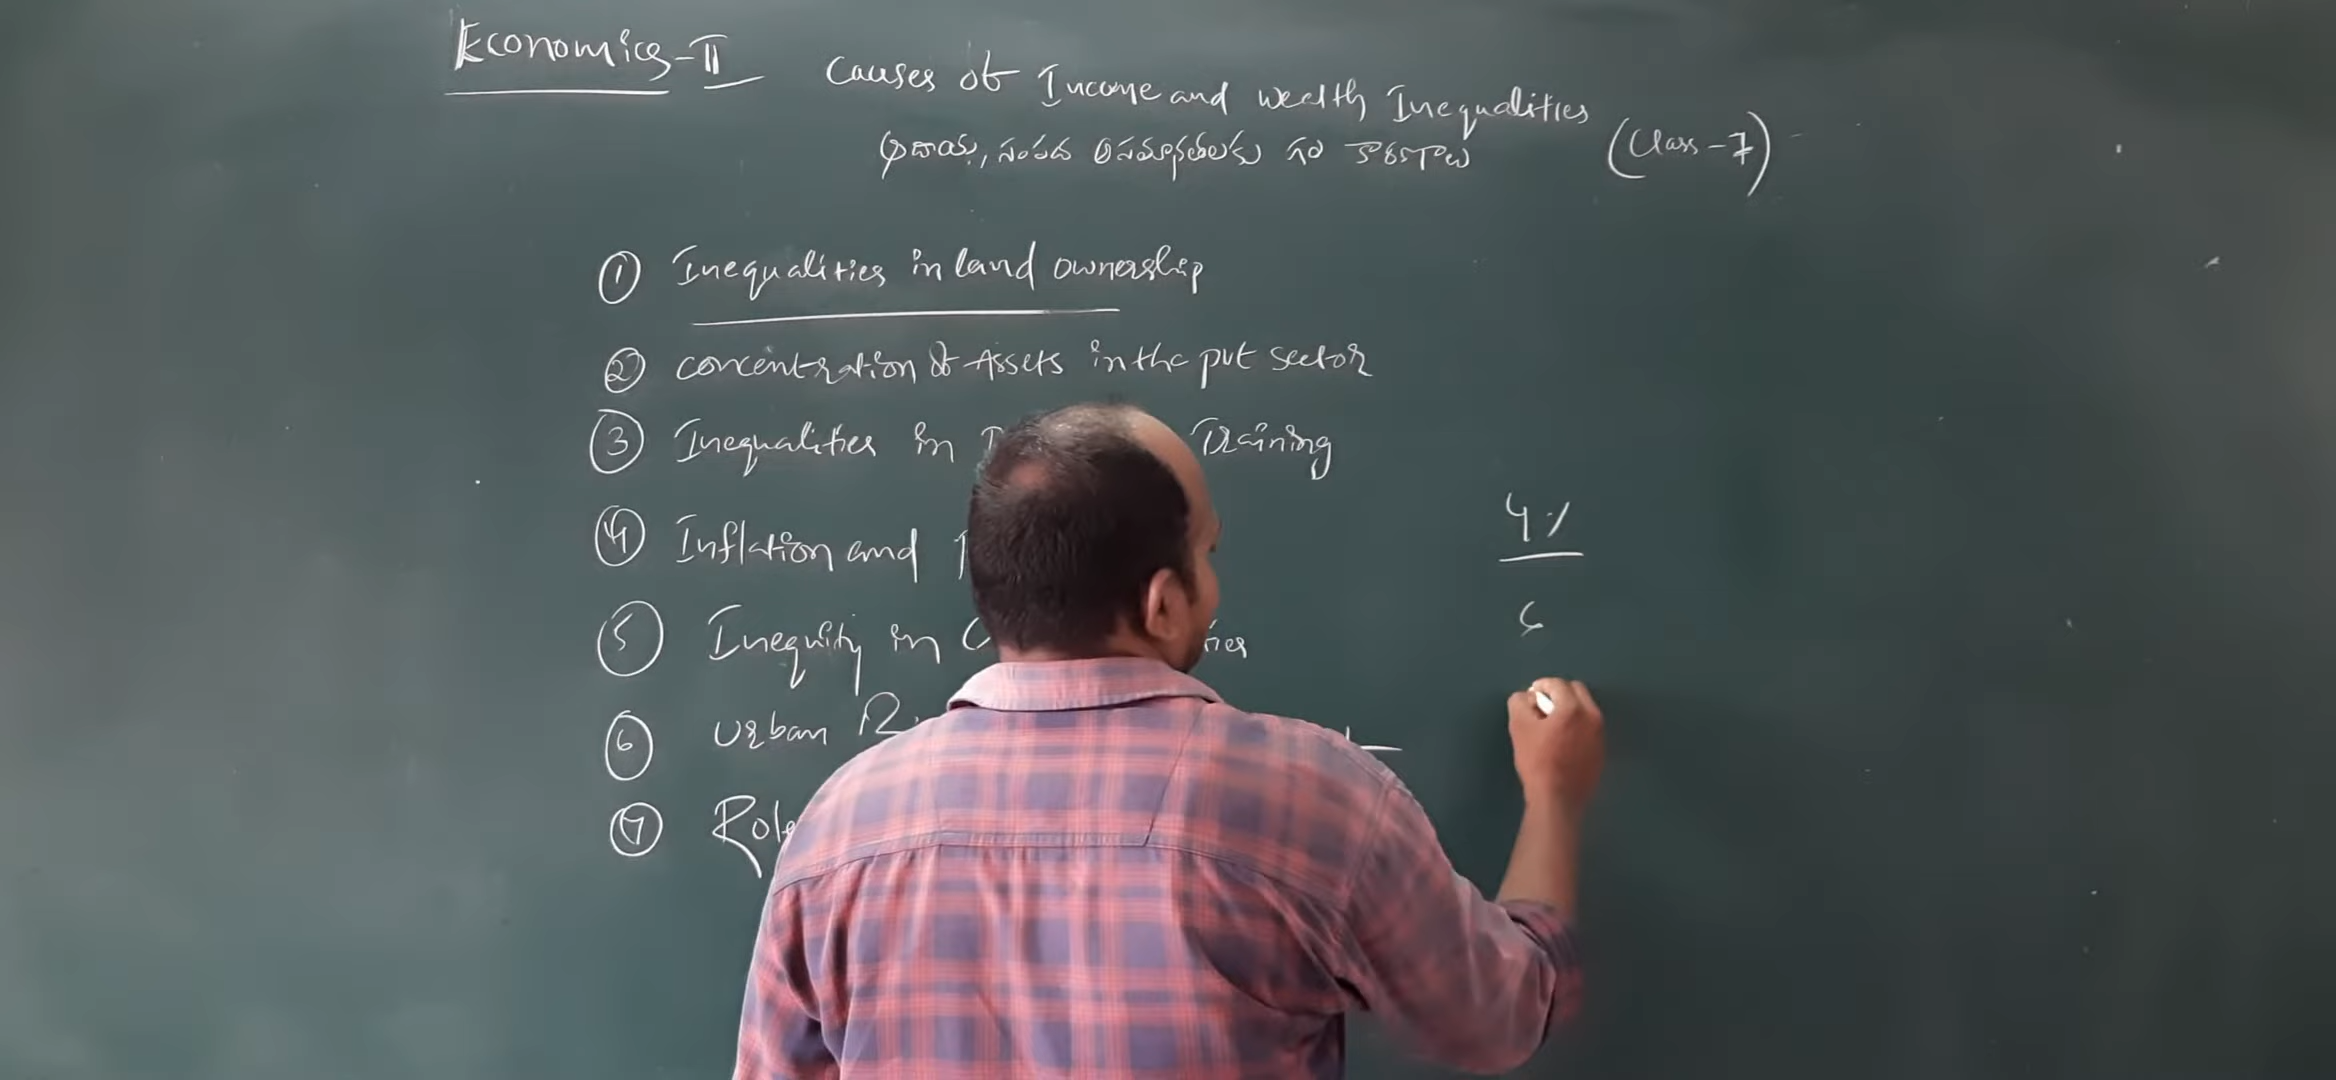 Economics-II
Causes of Income and Wealth Inequalities
ఆదాయ, సంపద అసమానతలకు గల కారణాలు
(Class-7)
① Inequalities in land ownership
② concentration of Assets in the pvt sector
③ Inequalities in Training
④ Inflation and
⑤ Inequity in
⑥ Urban
⑦ Role
4%